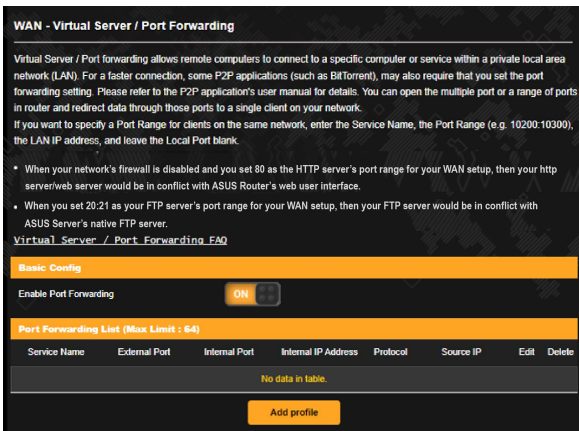 WAN - Virtual Server / Port Forwarding
Virtual Server / Port forwarding allows remote computers to connect to a specific computer or service within a private local area
network (LAN). For a faster connection, some P2P applications (such as BitTorrent), may also require that you set the port
forwarding setting. Please refer to the P2P application's user manual for details. You can open the multiple port or a range of ports
in router and redirect data through those ports to a single client on your network.
If you want to specify a Port Range for clients on the same network, enter the Service Name, the Port Range (e.g. 10200:10300),
the LAN IP address, and leave the Local Port blank.
• When your network's firewall is disabled and you set 80 as the HTTP server's port range for your WAN setup, then your http
server/web server would be in conflict with ASUS Router's web user interface.
• When you set 20:21 as your FTP server's port range for your WAN setup, then your FTP server would be in conflict with
ASUS Server's native FTP server.
Virtual Server / Port Forwarding FAQ
Basic Config
Enable Port Forwarding ON
Port Forwarding List (Max Limit : 64)
Service Name External Port Internal Port Internal IP Address Protocol Source IP Edit Delete
No data in table.
Add profile